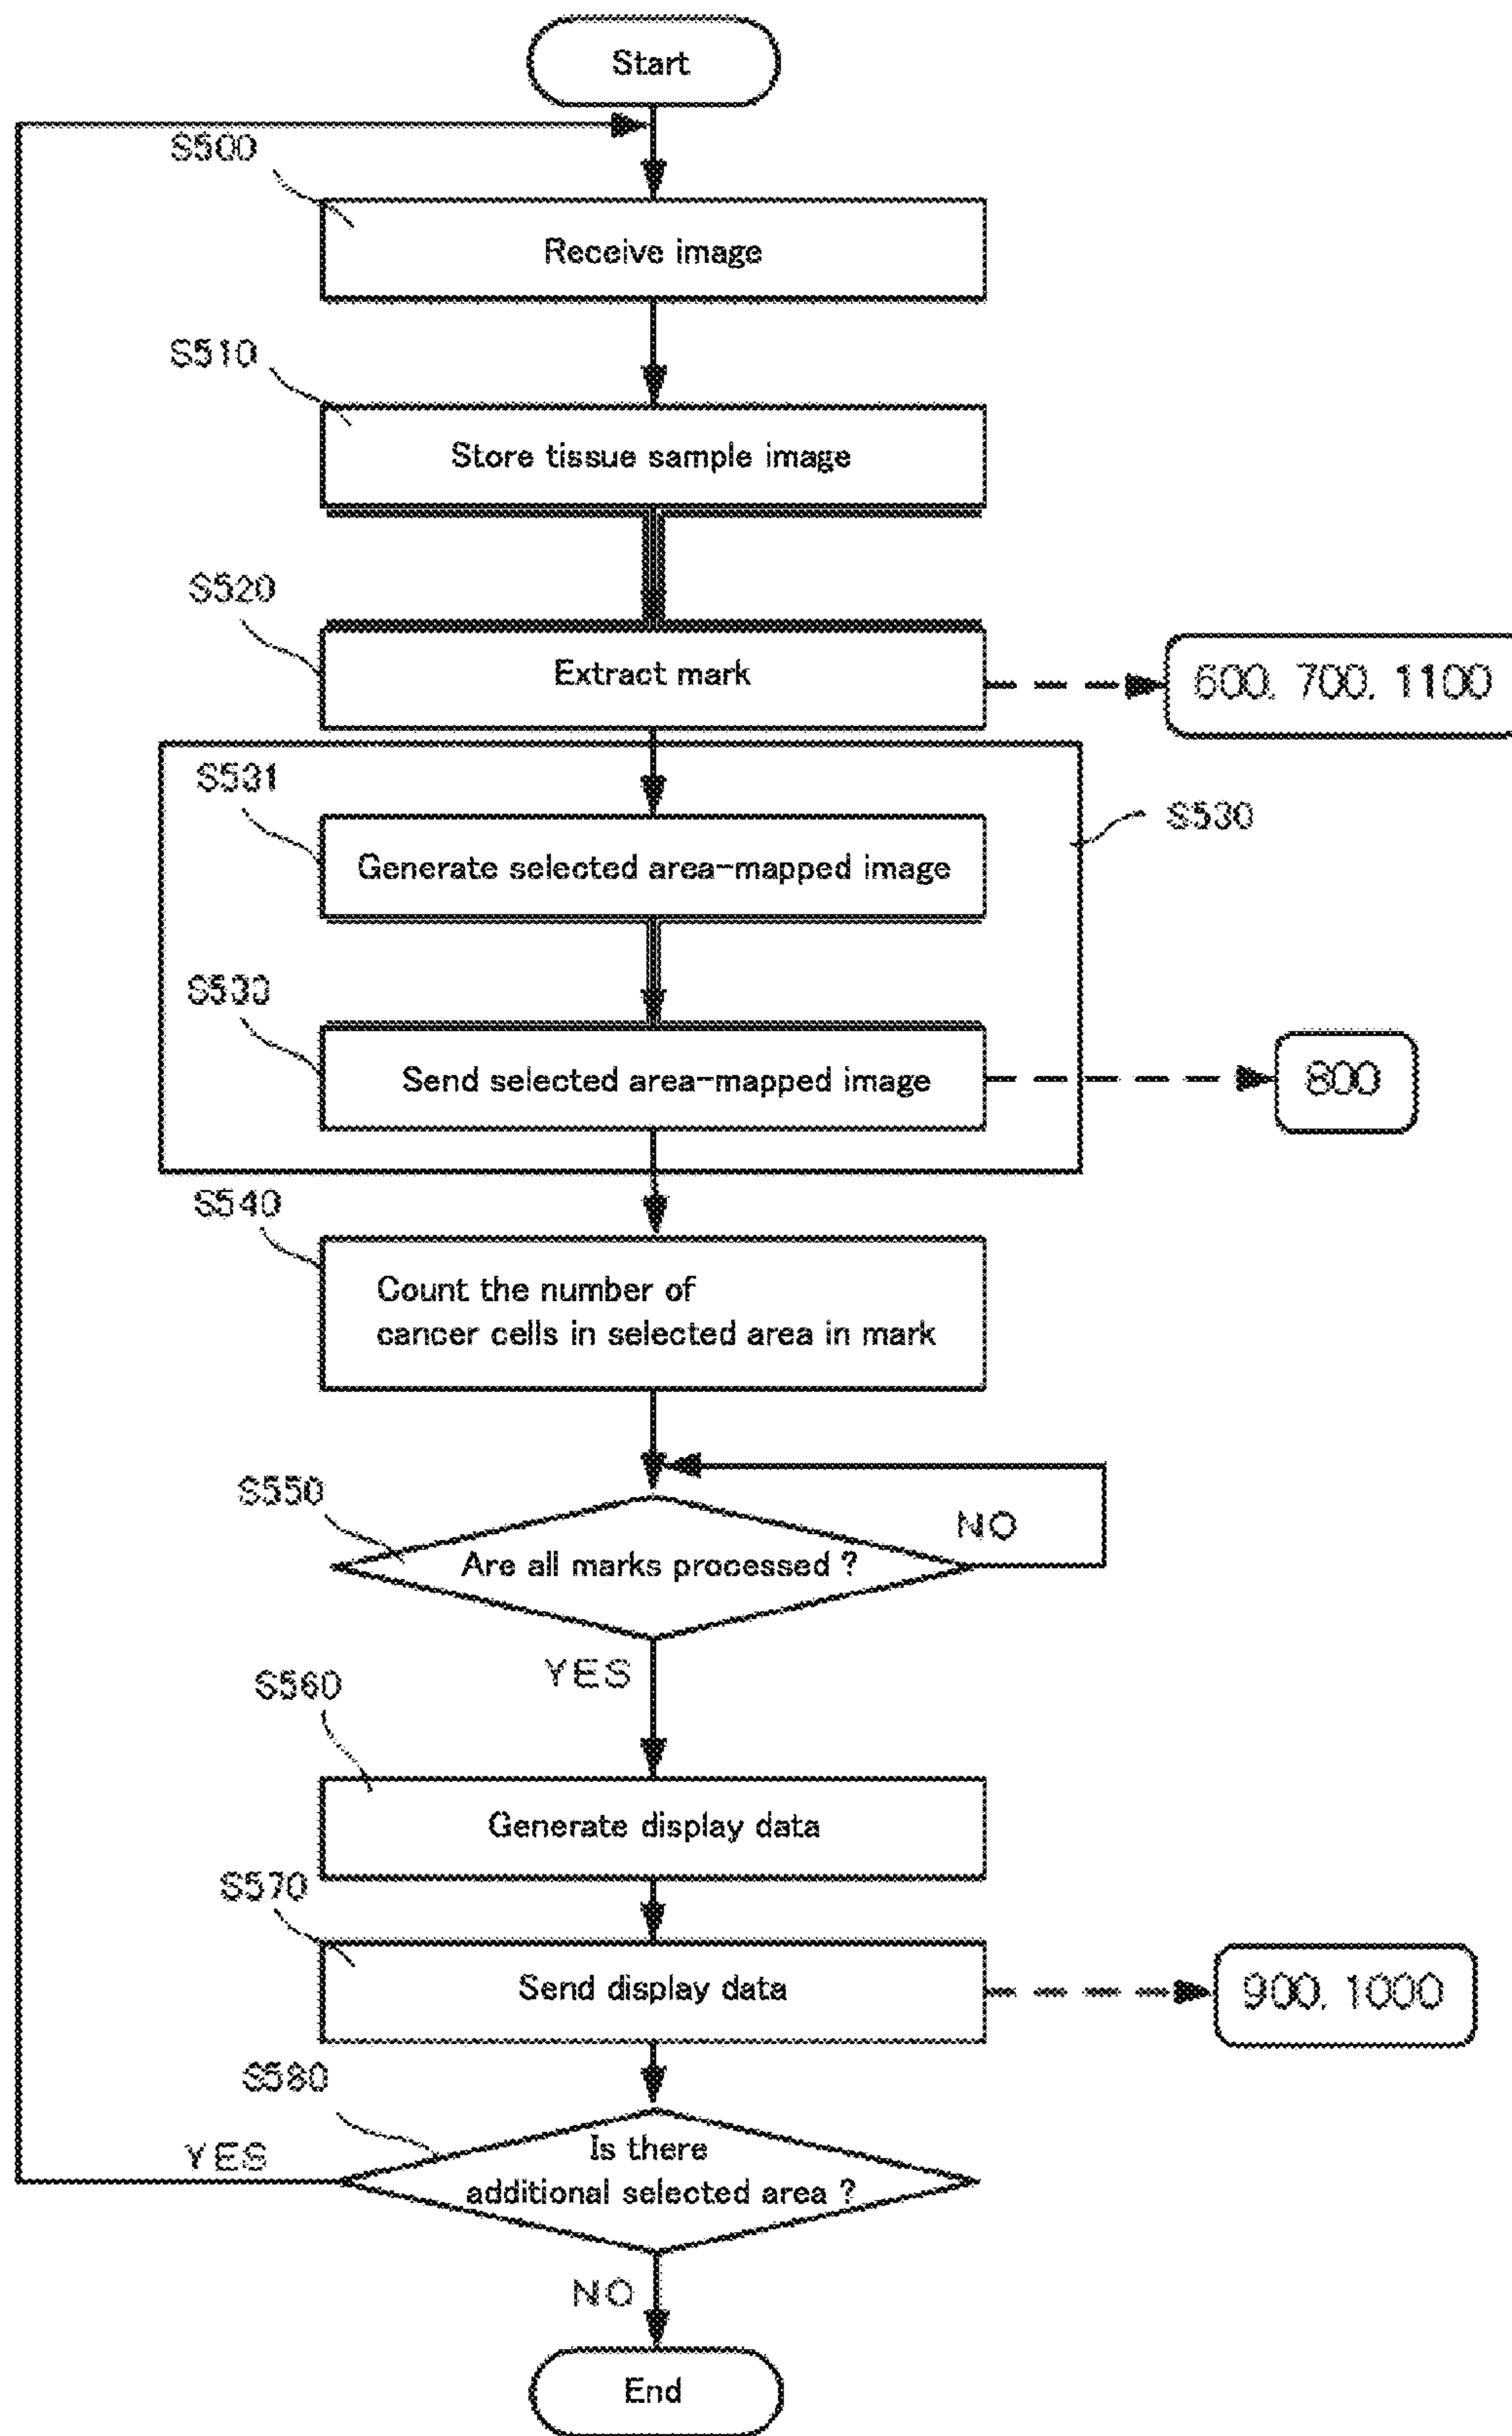 Start
S500
Receive image
S510
Store tissue sample image
S520
Extract mark
600, 700, 1100
S531
S530
Generate selected area-mapped image
S533
Send selected area-mapped image
800
S540
Count the number of
cancer cells in selected area in mark
S550
NO
Are all marks processed ?
YES
S560
Generate display data
S570
Send display data
900, 1000
S580
Is there
YES
additional selected area ?
NO
End